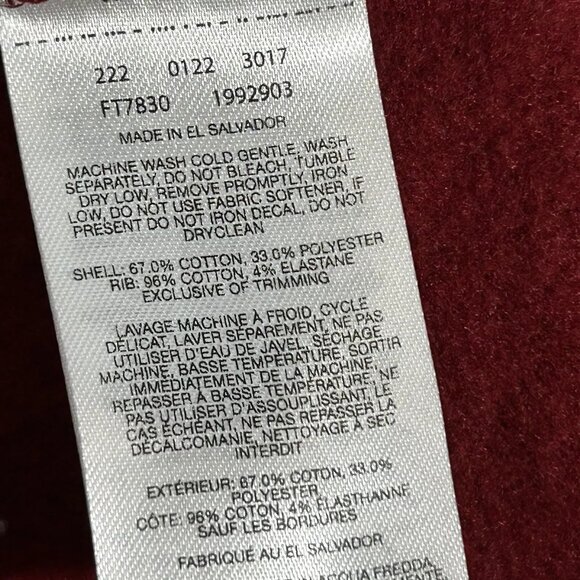 222 0122 3017
FT7830 1992903
MADE IN EL SALVADOR
MACHINE WASH COLD GENTLE, WASH
SEPARATELY, DO NOT BLEACH, TUMBLE
DRY LOW, REMOVE PROMPTLY, IRON
LOW, DO NOT USE FABRIC SOFTENER, IF
PRESENT DO NOT IRON DECAL, DO NOT
DRYCLEAN
SHELL: 67.0% COTTON, 33.0% POLYESTER
RIB: 96% COTTON, 4% ELASTANE
EXCLUSIVE OF TRIMMING
LAVAGE MACHINE À FROID, CYCLE
DÉLICAT, LAVER SÉPAREMENT, NE PAS
UTILISER D'EAU DE JAVEL, SÉCHAGE
MACHINE, BASSE TEMPÉRATURE, SORTIR
IMMÉDIATEMENT DE LA MACHINE,
REPASSER À BASSE TEMPÉRATURE, NE
PAS UTILISER D'ASSOUPLISSANT, LE
CAS ÉCHÉANT, NE PAS REPASSER LA
DÉCALCOMANIE, NETTOYAGE À SEC
INTERDIT
EXTÉRIEUR: 67.0% COTON, 33.0%
POLYESTER
CÔTE: 96% COTON, 4% ÉLASTHANNE
SAUF LES BORDURES
FABRIQUÉ AU EL SALVADOR
ACQUA FREDDA,